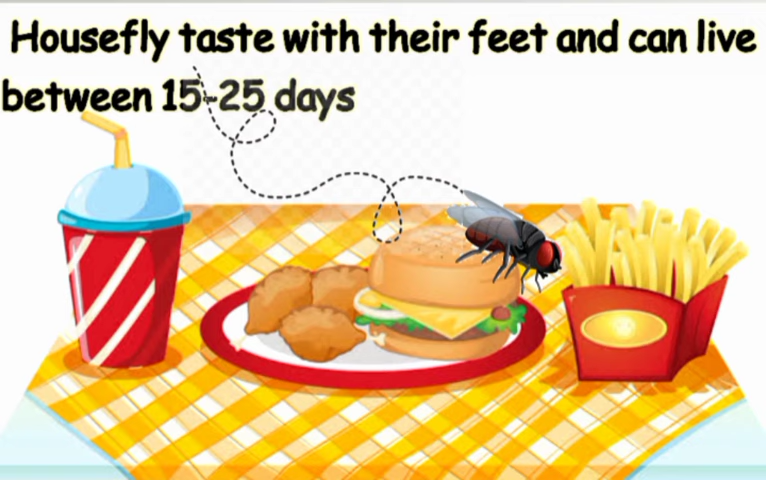 Housefly taste with their feet and can live
between 15-25 days